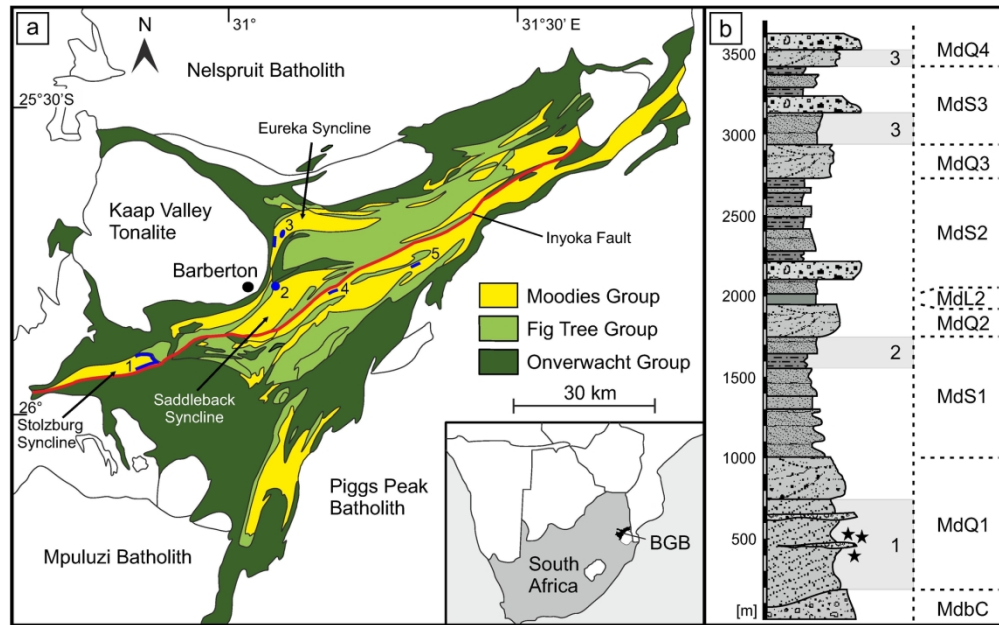 a
N
31°
31°30' E
Nelspruit Batholith
25°30'S
Eureka Syncline
Kaap Valley
Tonalite
3
Barberton
Inyoka Fault
5
2
4
Moodies Group
Fig Tree Group
Onverwacht Group
1
30 km
26°
Saddleback
Syncline
Stolzburg
Syncline
Piggs Peak
Batholith
Mpuluzi Batholith
South
Africa
BGB
b
3500
3
MdQ4
MdS3
3
3000
MdQ3
2500
MdS2
2000
MdL2
MdQ2
2
1500
MdS1
1000
MdQ1
500
1
[m]
MdbC